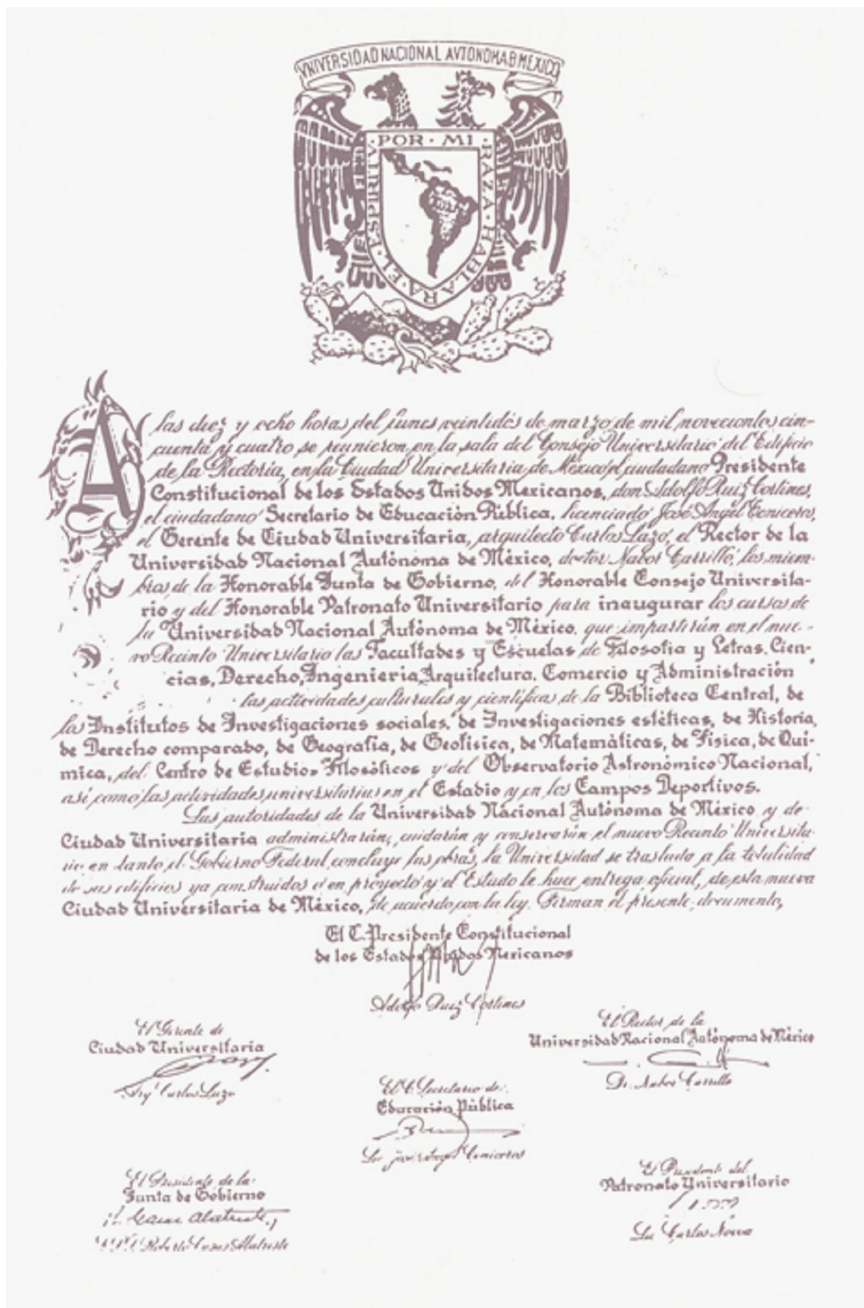 VNIVERSIDAD NACIONAL AVTONOMA D MEXICO
POR · MI · RAZA · HABLARA · EL · ESPIRITV
A las diez y ocho horas del lunes veintidós de marzo de mil novecientos cin-
cuenta y cuatro se reunieron en la sala del Consejo Universitario del Edificio
de la Rectoría, en la Ciudad Universitaria de México, el ciudadano Presidente
Constitucional de los Estados Unidos Mexicanos, don Adolfo Ruiz Cortines,
el ciudadano Secretario de Educación Pública, licenciado José Angel Ceniceros,
el Gerente de Ciudad Universitaria, arquitecto Carlos Lazo, el Rector de la
Universidad Nacional Autónoma de México, doctor Nabor Carrillo, los miem-
bros de la Honorable Junta de Gobierno, del Honorable Consejo Universita-
rio y del Honorable Patronato Universitario para inaugurar los cursos de
la Universidad Nacional Autónoma de México, que impartirán en el nue-
vo Recinto Universitario las Facultades y Escuelas de Filosofia y Letras, Cien-
cias, Derecho, Ingenieria, Arquitectura, Comercio y Administración
las actividades culturales y científicas de la Biblioteca Central, de
los Institutos de Investigaciones sociales, de Investigaciones estéticas, de Historia,
de Derecho comparado, de Geografía, de Geofísica, de Matemáticas, de Física, de Quí-
mica, del Centro de Estudios Filosóficos y del Observatorio Astronómico Nacional,
así como las actividades universitarias en el Estadio y en los Campos Deportivos.
Las autoridades de la Universidad Nacional Autónoma de México y de
Ciudad Universitaria administrarán, cuidarán y conservarán el nuevo Recinto Universita-
rio en tanto el Gobierno Federal concluye las obras, la Universidad se traslada a la totalidad
de sus edificios ya construidos o en proyecto y el Estado le hace entrega oficial, de esta nueva
Ciudad Universitaria de México, de acuerdo con la ley. Firman el presente documento,
El C. Presidente Constitucional
de los Estados Unidos Mexicanos
Adolfo Ruiz Cortines
El Gerente de
Ciudad Universitaria
Arq. Carlos Lazo
El Rector de la
Universidad Nacional Autónoma de México
Dr. Nabor Carrillo
El C. Secretario de
Educación Pública
Lic. José Angel Ceniceros
El Presidente de la
Junta de Gobierno
Roberto Casas Alatriste
El Presidente del
Patronato Universitario
Lic. Carlos Novoa